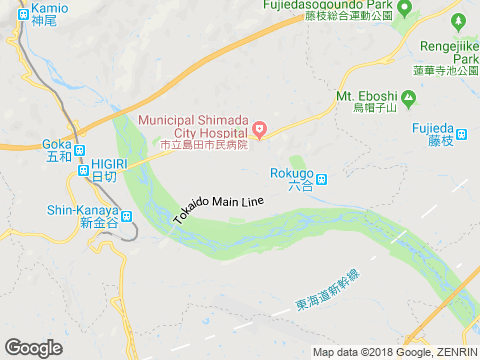 Kamio
神尾
Fujiedasogoundo Park
藤枝総合運動公園
Rengejiike
Park
蓮華寺池公園
Mt. Eboshi
烏帽子山
Municipal Shimada
City Hospital
市立島田市民病院
Fujieda
藤枝
Goka
五和
HIGIRI
日切
Rokugo
六合
Shin-Kanaya
新金谷
Tokaido Main Line
東海道新幹線
Google
Map data ©2018 Google, ZENRIN